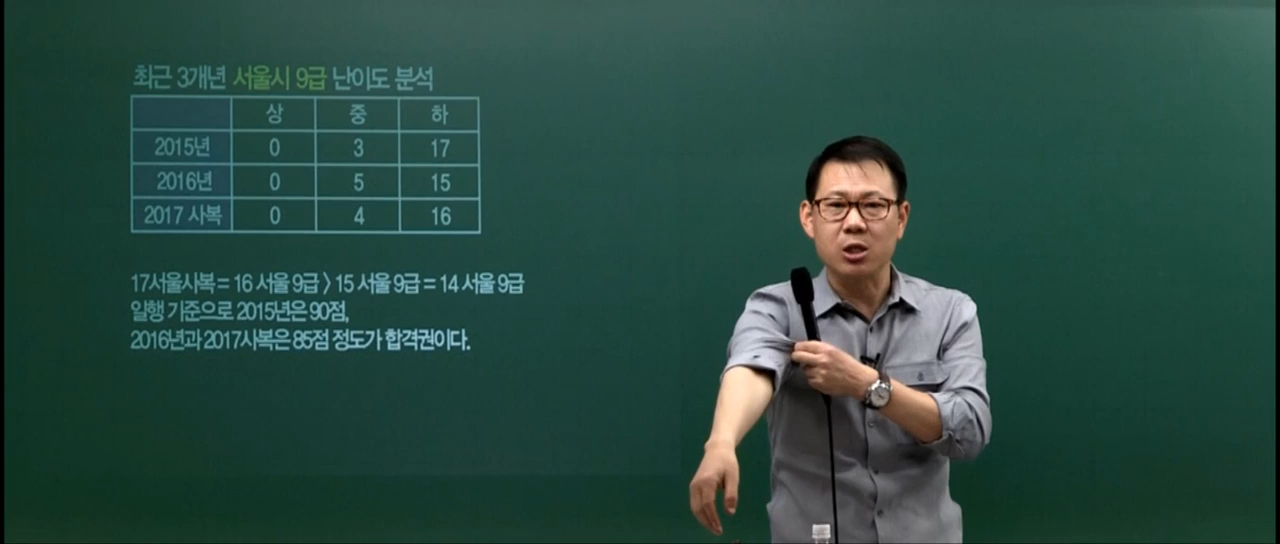 최근 3개년 서울시 9급 난이도 분석
상 중 하
2015년 0 3 17
2016년 0 5 15
2017 사복 0 4 16
17서울사복 = 16 서울 9급 > 15 서울 9급 = 14 서울 9급
일행 기준으로 2015년은 90점,
2016년과 2017사복은 85점 정도가 합격권이다.